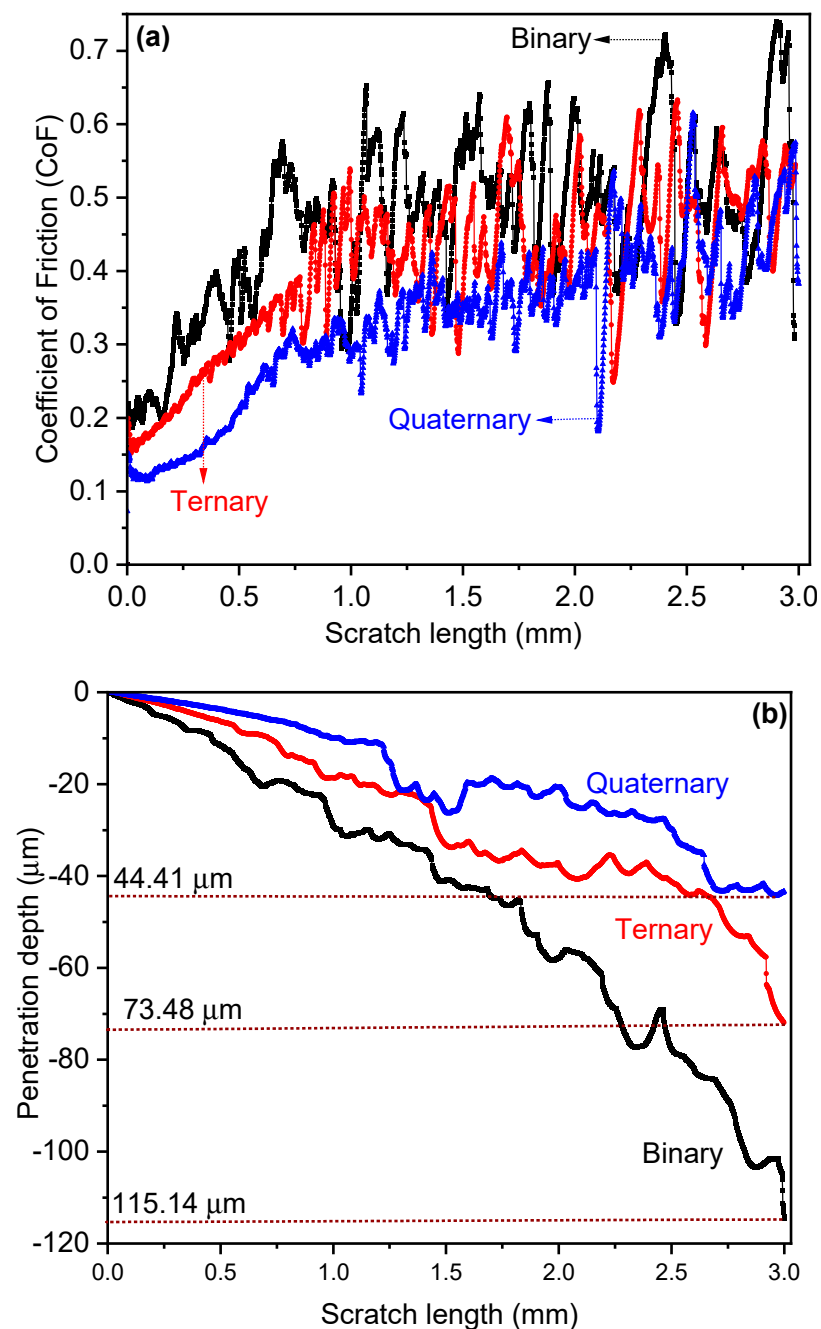 (a)
Binary
Quaternary
Ternary
Coefficient of Friction (CoF)
0.7
0.6
0.5
0.4
0.3
0.2
0.1
0.0
0.0 0.5 1.0 1.5 2.0 2.5 3.0
Scratch length (mm)
(b)
Quaternary
44.41 μm
Ternary
73.48 μm
Binary
115.14 μm
Penetration depth (μm)
0
-20
-40
-60
-80
-100
-120
0.0 0.5 1.0 1.5 2.0 2.5 3.0
Scratch length (mm)